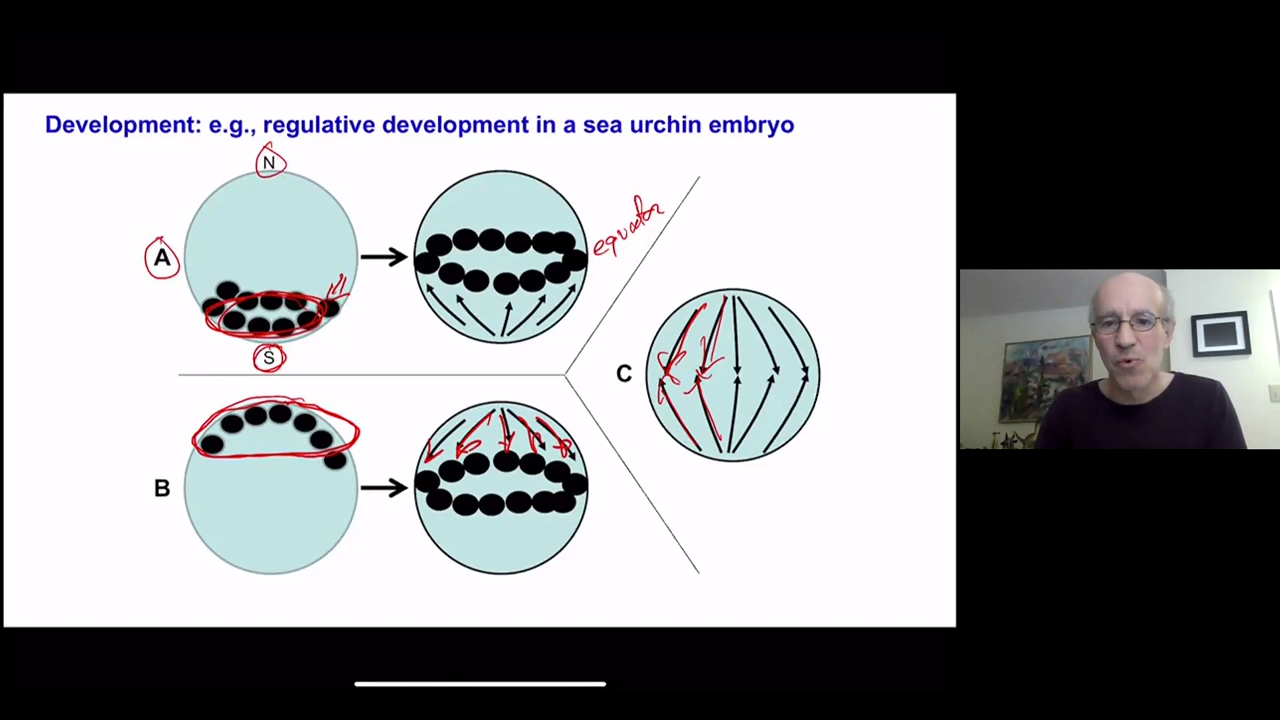 Development: e.g., regulative development in a sea urchin embryo
N
A
equator
S
C
B